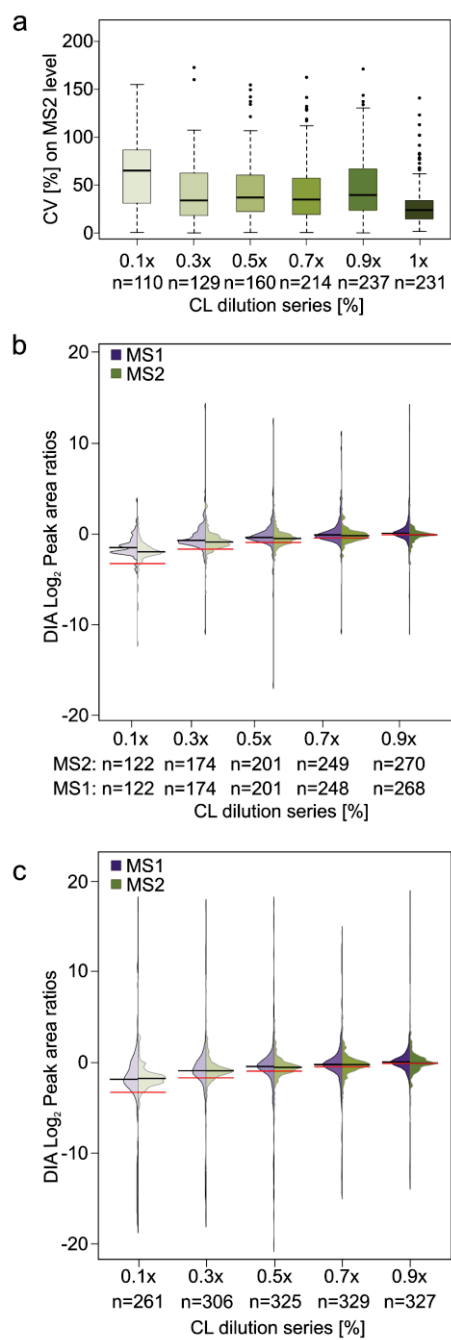 a
CV [%] on MS2 level
200
150
100
50
0
0.1x 0.3x 0.5x 0.7x 0.9x 1x
n=110 n=129 n=160 n=214 n=237 n=231
CL dilution series [%]
b
MS1
MS2
DIA Log2 Peak area ratios
20
10
0
-10
-20
0.1x 0.3x 0.5x 0.7x 0.9x
MS2: n=122 n=174 n=201 n=249 n=270
MS1: n=122 n=174 n=201 n=248 n=268
CL dilution series [%]
c
MS1
MS2
DIA Log2 Peak area ratios
20
10
0
-10
-20
0.1x 0.3x 0.5x 0.7x 0.9x
n=261 n=306 n=325 n=329 n=327
CL dilution series [%]